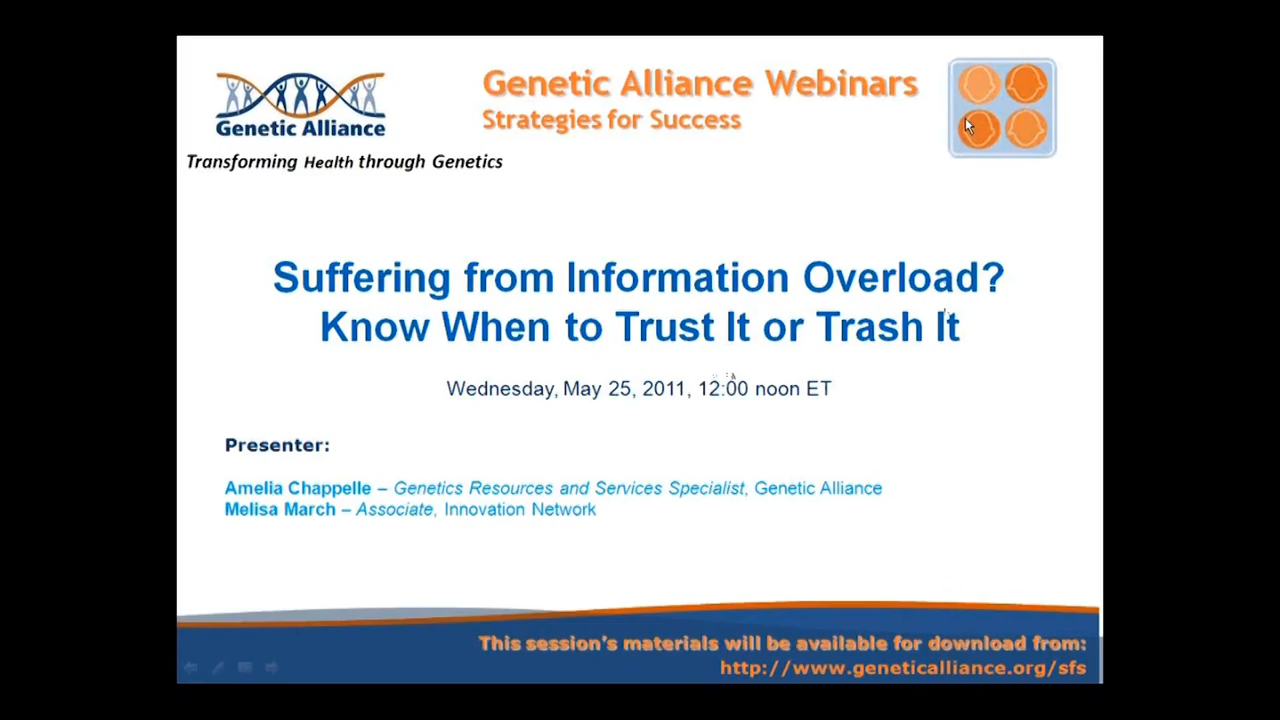 Genetic Alliance
Transforming Health through Genetics
Genetic Alliance Webinars
Strategies for Success
Suffering from Information Overload?
Know When to Trust It or Trash It
Wednesday, May 25, 2011, 12:00 noon ET
Presenter:
Amelia Chappelle – Genetics Resources and Services Specialist, Genetic Alliance
Melisa March – Associate, Innovation Network
This session's materials will be available for download from:
http://www.geneticalliance.org/sfs